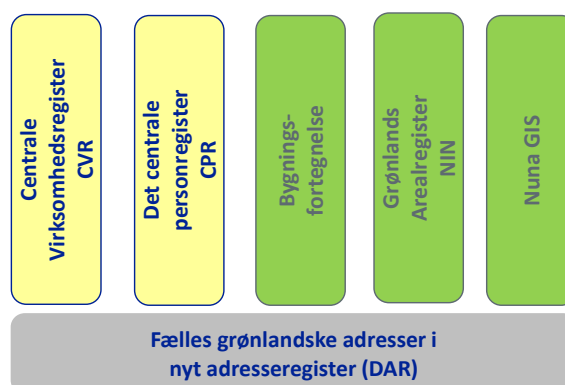 Centrale
Virksomhedsregister
CVR
Det centrale
personregister
CPR
Bygnings-
fortegnelse
Grønlands
Arealregister
NIN
Nuna GIS
Fælles grønlandske adresser i
nyt adresseregister (DAR)